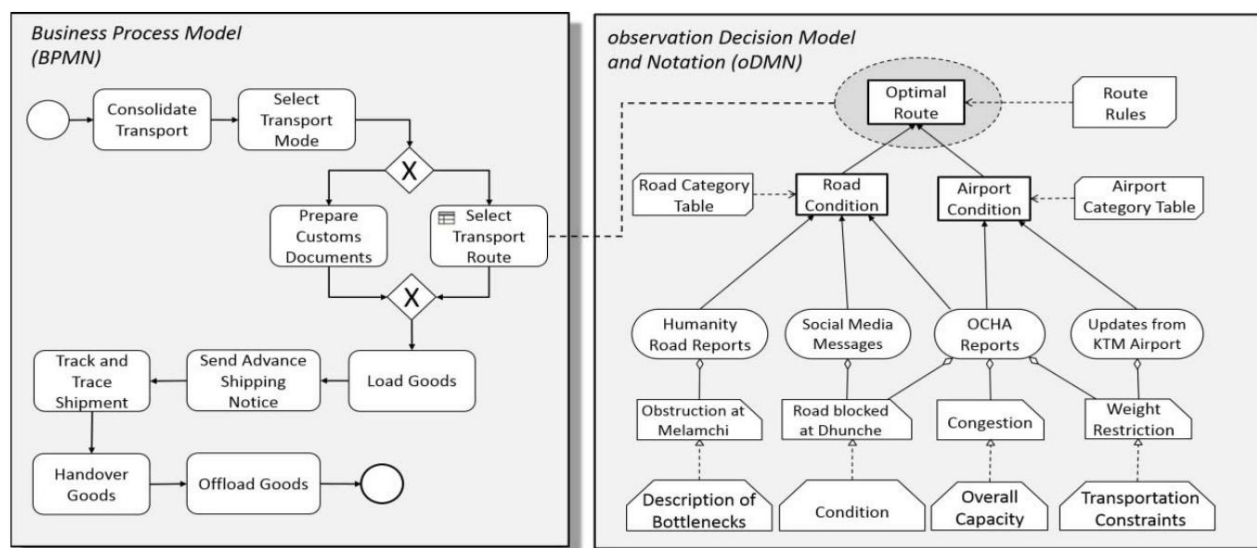 Business Process Model
(BPMN)
Consolidate
Transport
Select
Transport
Mode
X
Prepare
Customs
Documents
Select
Transport
Route
X
Track and
Trace
Shipment
Send Advance
Shipping
Notice
Load Goods
Handover
Goods
Offload Goods
observation Decision Model
and Notation (oDMN)
Optimal
Route
Route
Rules
Road Category
Table
Road
Condition
Airport
Condition
Airport
Category Table
Humanity
Road Reports
Social Media
Messages
OCHA
Reports
Updates from
KTM Airport
Obstruction at
Melamchi
Road blocked
at Dhunche
Congestion
Weight
Restriction
Description of
Bottlenecks
Condition
Overall
Capacity
Transportation
Constraints